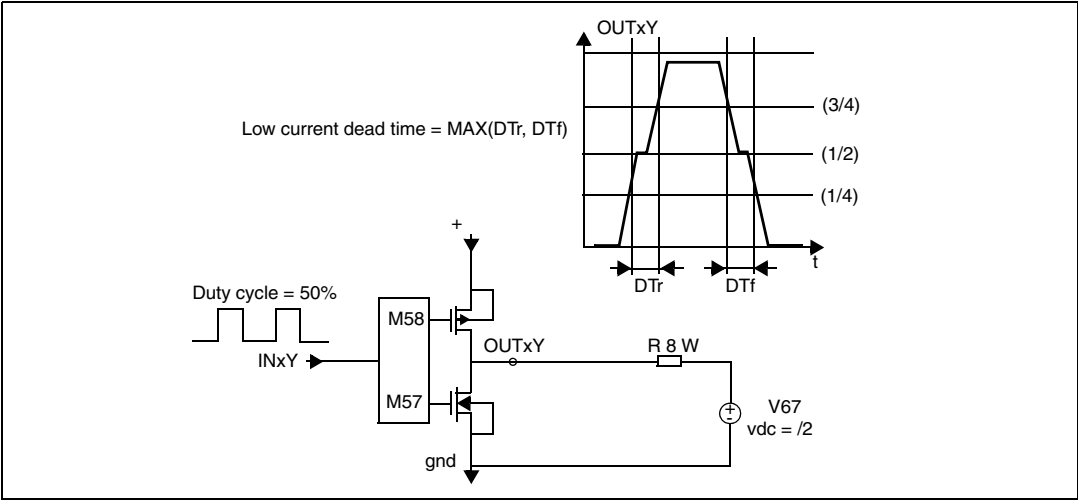 OUTxY
(3/4)
Low current dead time = MAX(DTr, DTf)
(1/2)
(1/4)
+
t
DTr
DTf
Duty cycle = 50%
M58
OUTxY
R 8 W
INxY
M57
+
-
V67
vdc = /2
gnd